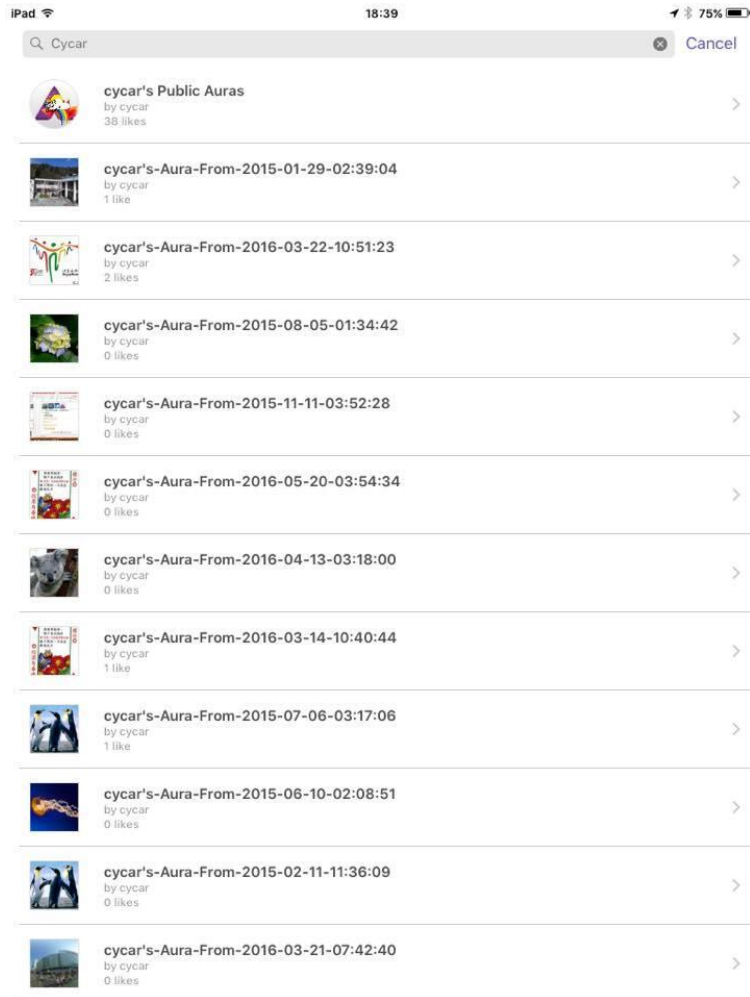 iPad 18:39 75%
Cycar Cancel
cycar's Public Auras
by cycar
38 likes
cycar's-Aura-From-2015-01-29-02:39:04
by cycar
1 like
cycar's-Aura-From-2016-03-22-10:51:23
by cycar
2 likes
cycar's-Aura-From-2015-08-05-01:34:42
by cycar
0 likes
cycar's-Aura-From-2015-11-11-03:52:28
by cycar
0 likes
cycar's-Aura-From-2016-05-20-03:54:34
by cycar
0 likes
cycar's-Aura-From-2016-04-13-03:18:00
by cycar
0 likes
cycar's-Aura-From-2016-03-14-10:40:44
by cycar
1 like
cycar's-Aura-From-2015-07-06-03:17:06
by cycar
1 like
cycar's-Aura-From-2015-06-10-02:08:51
by cycar
0 likes
cycar's-Aura-From-2015-02-11-11:36:09
by cycar
0 likes
cycar's-Aura-From-2016-03-21-07:42:40
by cycar
0 likes